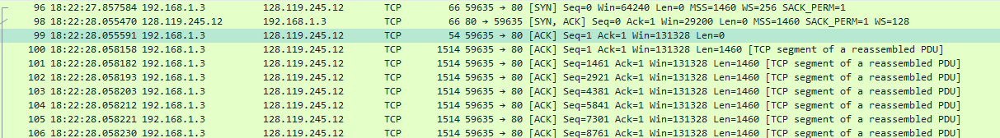 96 18:22:27.857584 192.168.1.3 128.119.245.12 TCP 66 59635 → 80 [SYN] Seq=0 Win=64240 Len=0 MSS=1460 WS=256 SACK_PERM=1
98 18:22:28.055470 128.119.245.12 192.168.1.3 TCP 66 80 → 59635 [SYN, ACK] Seq=0 Ack=1 Win=29200 Len=0 MSS=1460 SACK_PERM=1 WS=128
99 18:22:28.055591 192.168.1.3 128.119.245.12 TCP 54 59635 → 80 [ACK] Seq=1 Ack=1 Win=131328 Len=0
100 18:22:28.058158 192.168.1.3 128.119.245.12 TCP 1514 59635 → 80 [ACK] Seq=1 Ack=1 Win=131328 Len=1460 [TCP segment of a reassembled PDU]
101 18:22:28.058182 192.168.1.3 128.119.245.12 TCP 1514 59635 → 80 [ACK] Seq=1461 Ack=1 Win=131328 Len=1460 [TCP segment of a reassembled PDU]
102 18:22:28.058193 192.168.1.3 128.119.245.12 TCP 1514 59635 → 80 [ACK] Seq=2921 Ack=1 Win=131328 Len=1460 [TCP segment of a reassembled PDU]
103 18:22:28.058203 192.168.1.3 128.119.245.12 TCP 1514 59635 → 80 [ACK] Seq=4381 Ack=1 Win=131328 Len=1460 [TCP segment of a reassembled PDU]
104 18:22:28.058212 192.168.1.3 128.119.245.12 TCP 1514 59635 → 80 [ACK] Seq=5841 Ack=1 Win=131328 Len=1460 [TCP segment of a reassembled PDU]
105 18:22:28.058221 192.168.1.3 128.119.245.12 TCP 1514 59635 → 80 [ACK] Seq=7301 Ack=1 Win=131328 Len=1460 [TCP segment of a reassembled PDU]
106 18:22:28.058230 192.168.1.3 128.119.245.12 TCP 1514 59635 → 80 [ACK] Seq=8761 Ack=1 Win=131328 Len=1460 [TCP segment of a reassembled PDU]